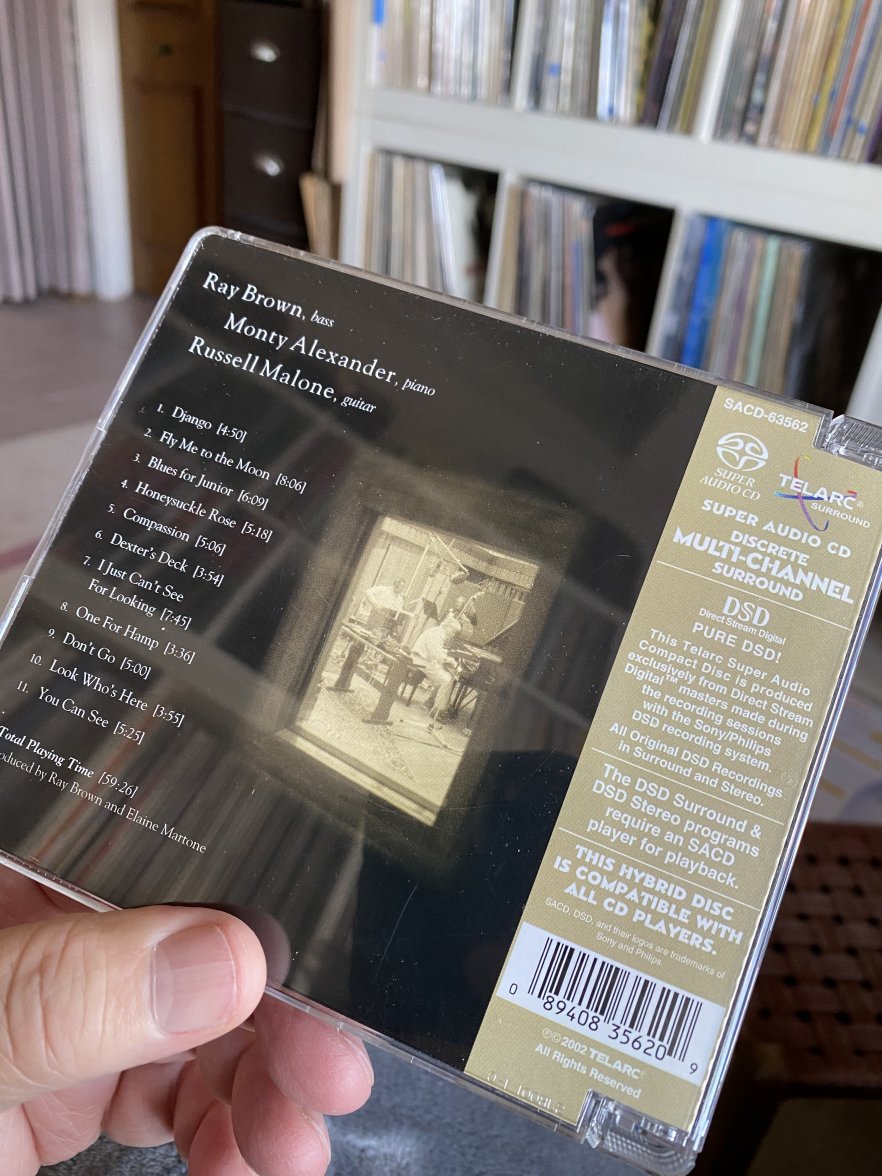 Ray Brown, bass
Monty Alexander, piano
Russell Malone, guitar
1. Django [4:50]
2. Fly Me to the Moon [8:06]
3. Blues for Junior [6:09]
4. Honeysuckle Rose [5:18]
5. Compassion [5:06]
6. Dexter's Deck [3:54]
7. I Just Can't See
For Looking [7:45]
8. One For Hamp [3:36]
9. Don't Go [5:00]
10. Look Who's Here [3:55]
11. You Can See [5:25]
Total Playing Time [59:26]
oduced by Ray Brown and Elaine Martone
SACD-63562
SUPER AUDIO CD
TELARC®
SURROUND
SUPER AUDIO CD
DISCRETE
MULTI-CHANNEL
SURROUND
DSD
Direct Stream Digital
PURE DSD!
This Telarc Super Audio
Compact Disc is produced
exclusively from Direct Stream
Digital™ masters made during
the recording sessions
with the Sony/Philips
DSD recording system.
All Original DSD Recordings
in Surround and Stereo.
The DSD Surround &
DSD Stereo programs
require an SACD
player for playback.
THIS HYBRID DISC
IS COMPATIBLE WITH
ALL CD PLAYERS.
SACD, DSD, and their logos are trademarks of
Sony and Philips.
0 89408 35620 9
℗© 2002 TELARC®
All Rights Reserved